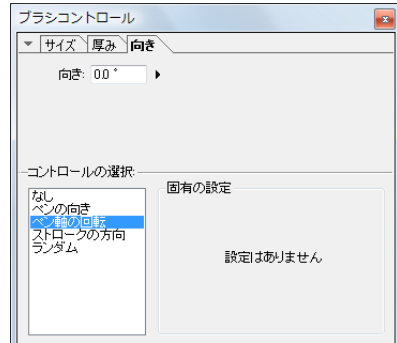 ブラシコントロール
サイズ 厚み 向き
向き: 0.0 °
コントロールの選択:
なし
ペンの向き
ペン軸の回転
ストロークの方向
ランダム
固有の設定
設定はありません